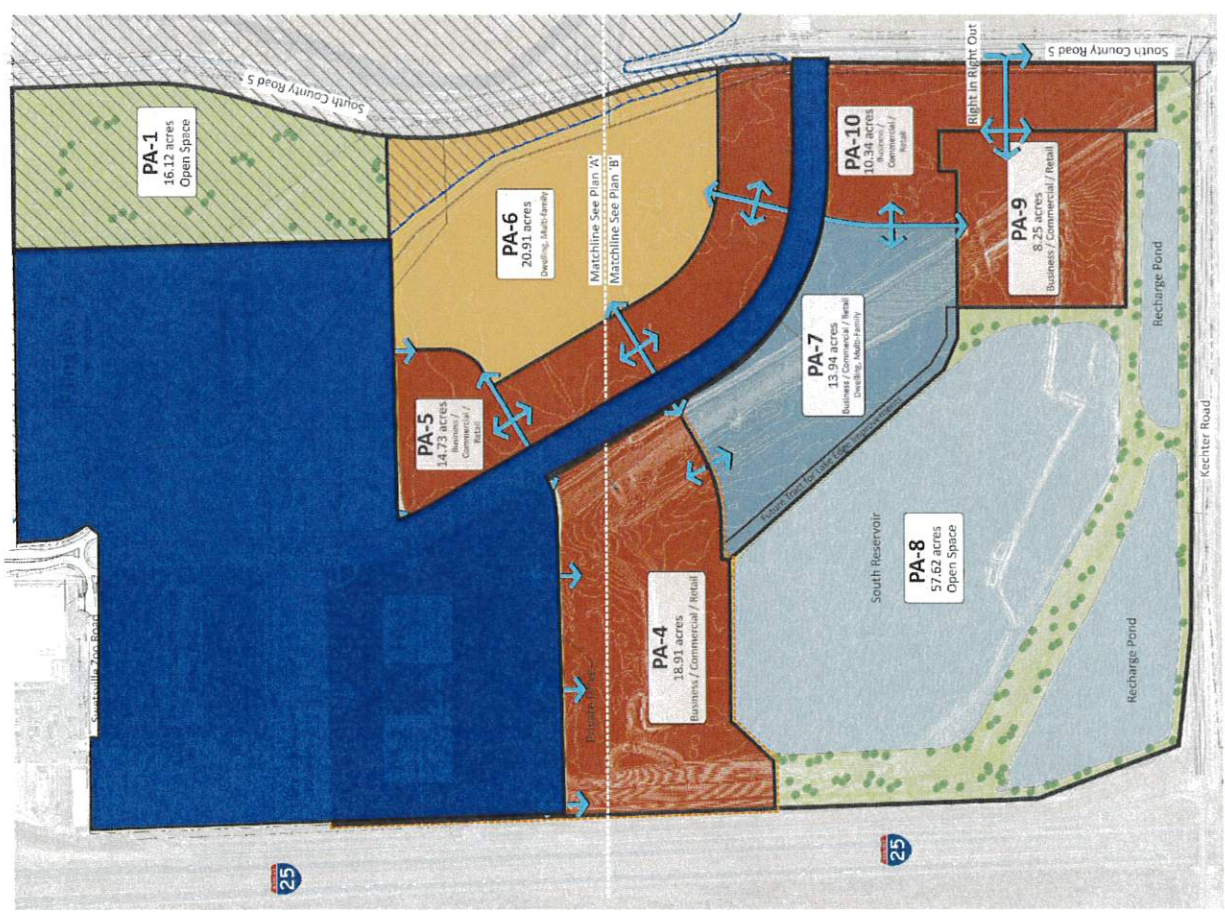 South County Road 5
South County Road 5
Right in Right Out
PA-1
16.12 acres
Open Space
PA-6
20.91 acres
Dwelling, Multi-family
Matchline See Plan 'A'
Matchline See Plan 'B'
PA-10
10.34 acres
Business /
Commercial /
Retail
PA-9
8.25 acres
Business / Commercial / Retail
PA-5
14.73 acres
Business /
Commercial /
Retail
PA-7
13.94 acres
Business / Commercial / Retail
Dwelling, Multi-Family
Future Tract for Lake Edge Improvements
Recharge Pond
Kechter Road
Swetsville Zoo Road
PA-4
18.91 acres
Business / Commercial / Retail
South Reservoir
PA-8
57.62 acres
Open Space
Recharge Pond
25
25